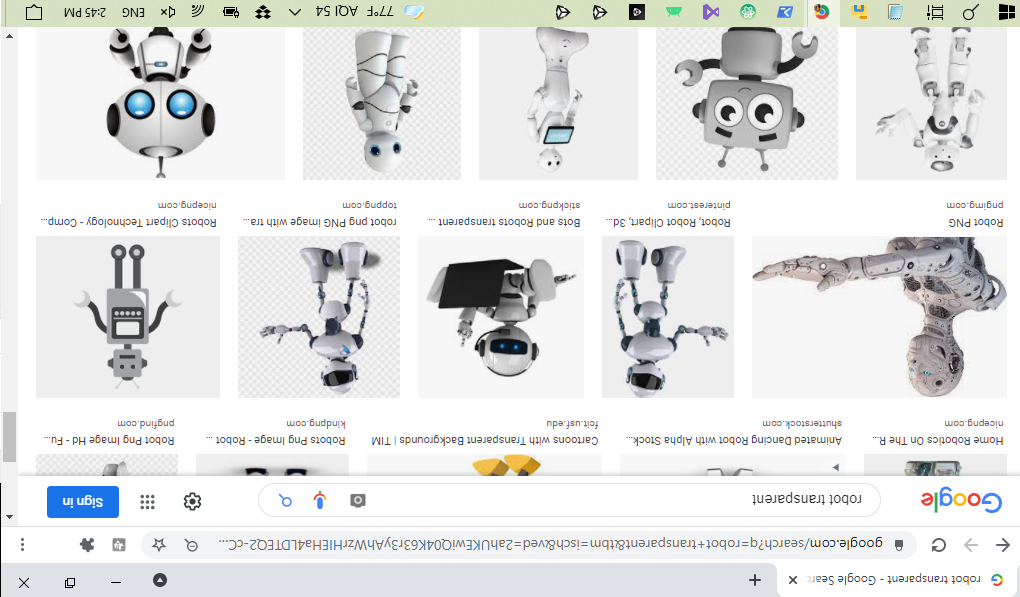 robot transparent - Google Searc
google.com/search?q=robot+transparent&tbm=isch&ved=2ahUKEwiQ04K63r3yAhWzrHIEHa4LDTEQ2-cC...
Google
robot transparent
Sign in
Home Robotics On The R...
nicepng.com
Animated Dancing Robot with Alpha Stock...
shutterstock.com
Cartoons with Transparent Backgrounds | TIM
fcit.usf.edu
Robots Png Image - Robot ...
kindpng.com
Robot Png Image Hd - Fu...
pngfind.com
Robot PNG
pngimg.com
Robot, Robot Clipart, 3d...
pinterest.com
Bots and Robots transparent ...
stickpng.com
robot png PNG image with tra...
toppng.com
Robots Clipart Technology - Comp...
nicepng.com
77°F AQI 54 ENG 2:45 PM